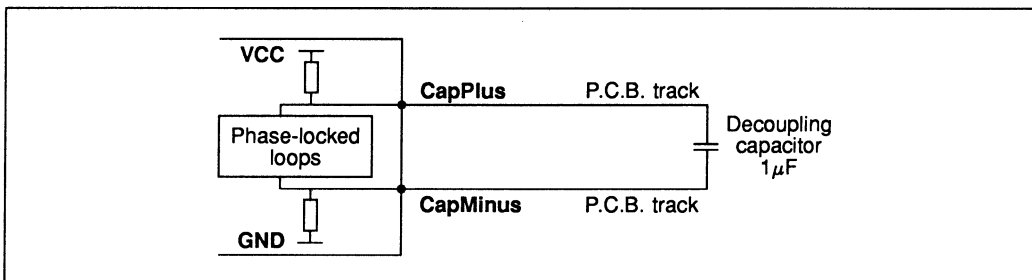 VCC
CapPlus
P.C.B. track
Phase-locked
loops
Decoupling
capacitor
1μF
CapMinus
P.C.B. track
GND